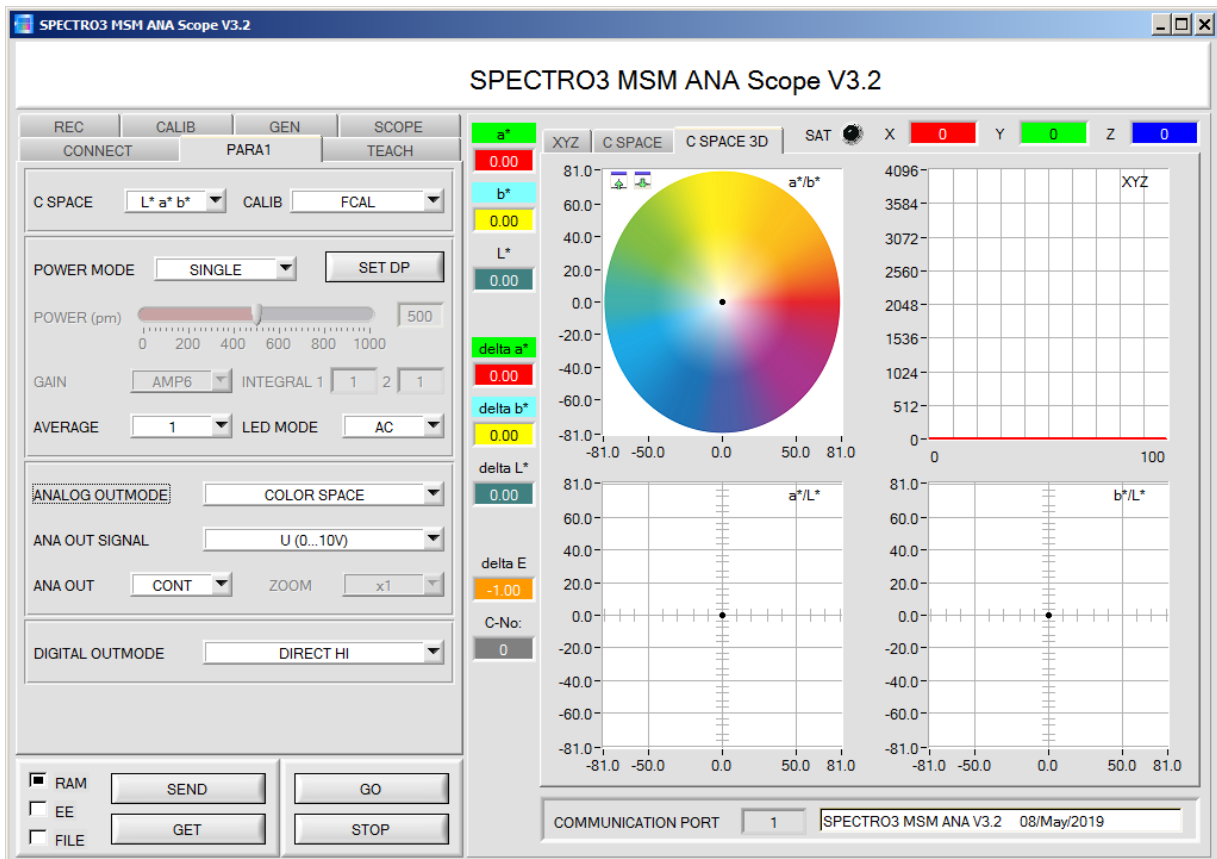 SPECTRO3 MSM ANA Scope V3.2
SPECTRO3 MSM ANA Scope V3.2
REC CALIB GEN SCOPE
CONNECT PARA1 TEACH
C SPACE L* a* b* CALIB FCAL
POWER MODE SINGLE SET DP
POWER (pm) 500
0 200 400 600 800 1000
GAIN AMP6 INTEGRAL 1 1 2 1
AVERAGE 1 LED MODE AC
ANALOG OUTMODE COLOR SPACE
ANA OUT SIGNAL U (0...10V)
ANA OUT CONT ZOOM x1
DIGITAL OUTMODE DIRECT HI
RAM
EE
FILE
SEND GO
GET STOP
a*
0.00
b*
0.00
L*
0.00
delta a*
0.00
delta b*
0.00
delta L*
0.00
delta E
-1.00
C-No:
0
XYZ C SPACE C SPACE 3D SAT X 0 Y 0 Z 0
a*/b*
81.0
60.0
40.0
20.0
0.0
-20.0
-40.0
-60.0
-81.0
-81.0 -50.0 0.0 50.0 81.0
XYZ
4096
3584
3072
2560
2048
1536
1024
512
0
0 100
a*/L*
81.0
60.0
40.0
20.0
0.0
-20.0
-40.0
-60.0
-81.0
-81.0 -50.0 0.0 50.0 81.0
b*/L*
81.0
60.0
40.0
20.0
0.0
-20.0
-40.0
-60.0
-81.0
-81.0 -50.0 0.0 50.0 81.0
COMMUNICATION PORT 1 SPECTRO3 MSM ANA V3.2 08/May/2019